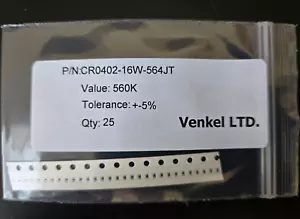 P/N:CR0402-16W-564JT
Value: 560K
Tolerance: +-5%
Qty: 25
Venkel LTD.